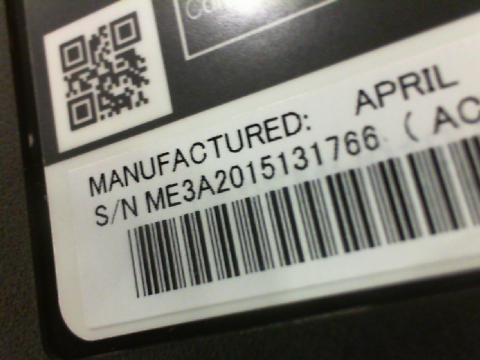 MANUFACTURED: APRIL
S/N ME3A2015131766 ( AC